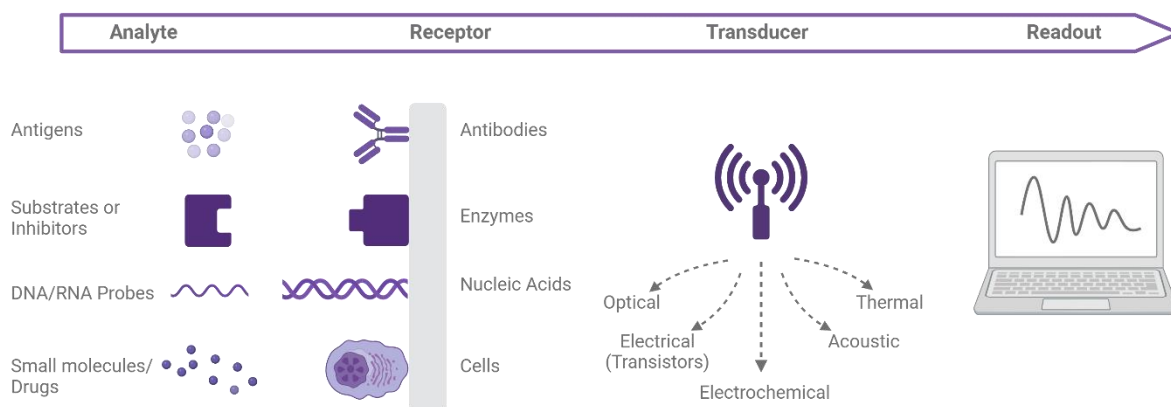 Analyte
Receptor
Transducer
Readout
Antigens
Antibodies
Substrates or
Inhibitors
Enzymes
DNA/RNA Probes
Nucleic Acids
Small molecules/
Drugs
Cells
Optical
Thermal
Electrical
(Transistors)
Acoustic
Electrochemical